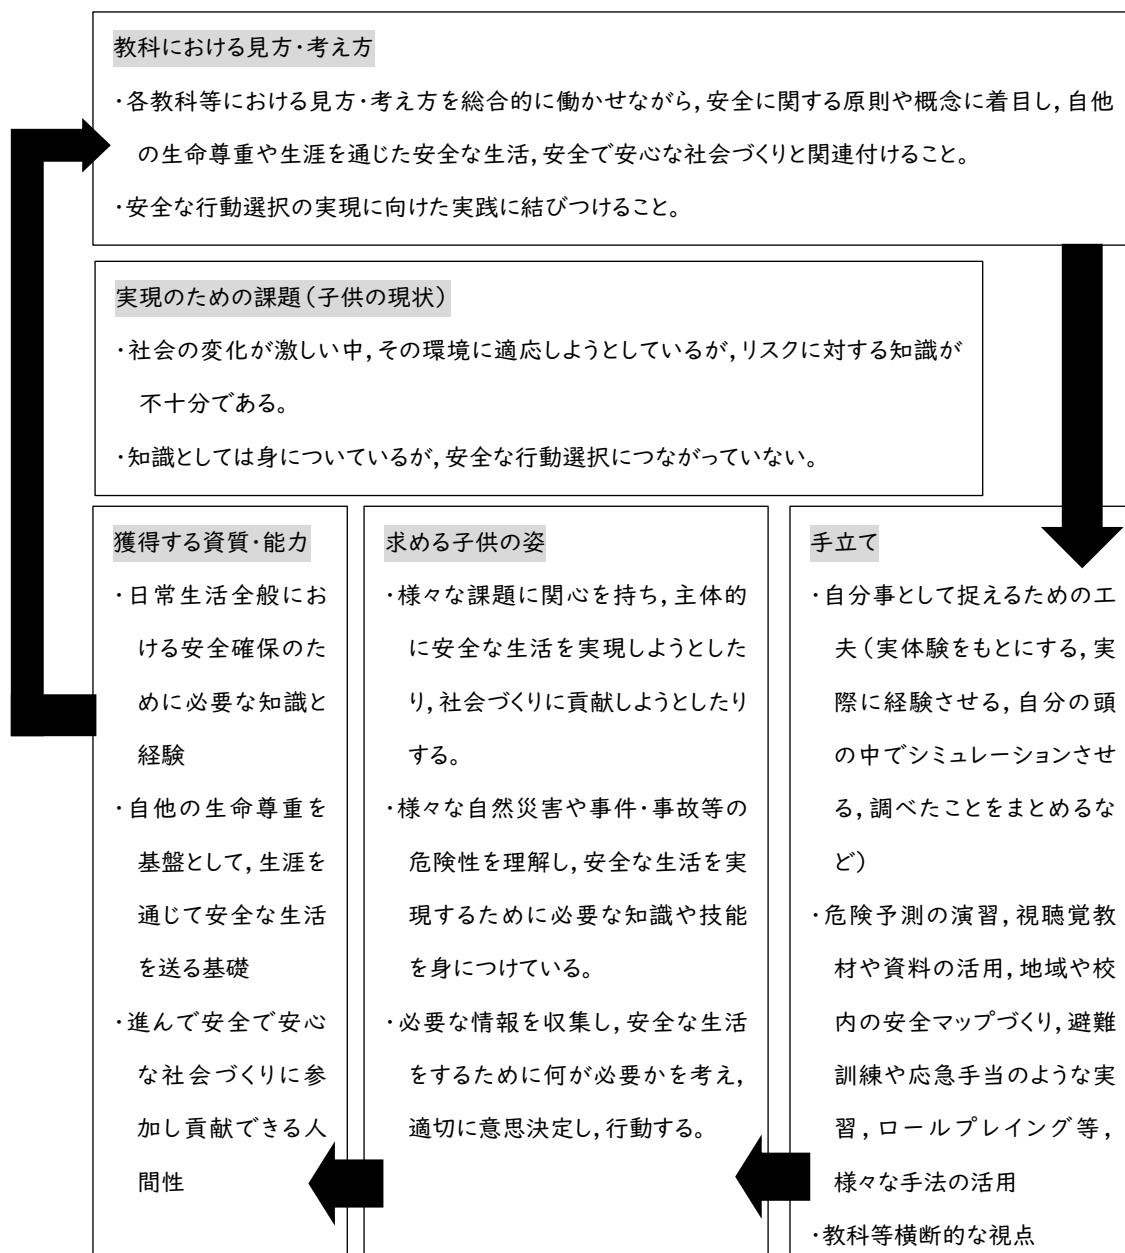 教科における見方・考え方
・各教科等における見方・考え方を総合的に働かせながら,安全に関する原則や概念に着目し,自他
の生命尊重や生涯を通じた安全な生活,安全で安心な社会づくりと関連付けること。
・安全な行動選択の実現に向けた実践に結びつけること。
実現のための課題(子供の現状)
・社会の変化が激しい中,その環境に適応しようとしているが,リスクに対する知識が
不十分である。
・知識としては身についているが,安全な行動選択につながっていない。
獲得する資質・能力
・日常生活全般にお
ける安全確保のた
めに必要な知識と
経験
・自他の生命尊重を
基盤として,生涯を
通じて安全な生活
を送る基礎
・進んで安全で安心
な社会づくりに参
加し貢献できる人
間性
求める子供の姿
・様々な課題に関心を持ち,主体的
に安全な生活を実現しようとした
り,社会づくりに貢献しようとしたり
する。
・様々な自然災害や事件・事故等の
危険性を理解し,安全な生活を実
現するために必要な知識や技能
を身につけている。
・必要な情報を収集し,安全な生活
をするために何が必要かを考え,
適切に意思決定し,行動する。
手立て
・自分事として捉えるための工
夫(実体験をもとにする,実
際に経験させる,自分の頭
の中でシミュレーションさせ
る,調べたことをまとめるな
ど)
・危険予測の演習,視聴覚教
材や資料の活用,地域や校
内の安全マップづくり,避難
訓練や応急手当のような実
習,ロールプレイング等,
様々な手法の活用
・教科等横断的な視点